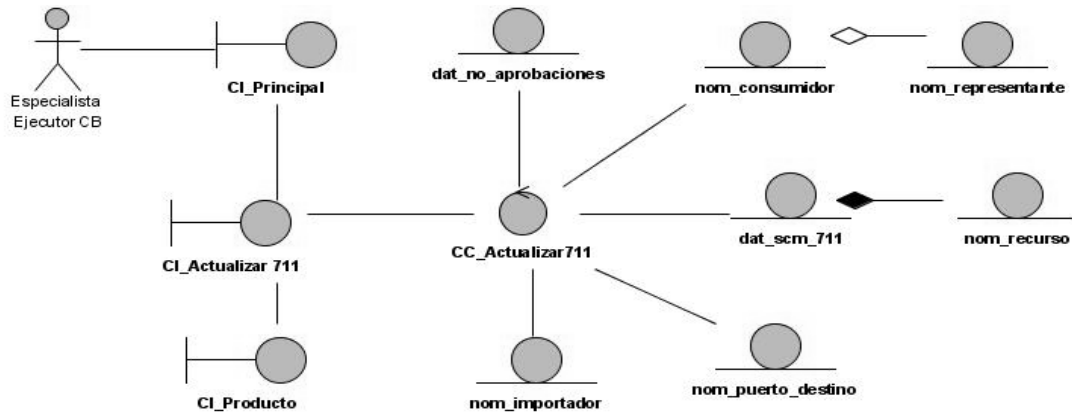 CI_Principal
dat_no_aprobaciones
nom_consumidor
nom_representante
Especialista
Ejecutor CB
CI_Actualizar 711
CC_Actualizar711
dat_scm_711
nom_recurso
CI_Producto
nom_importador
nom_puerto_destino